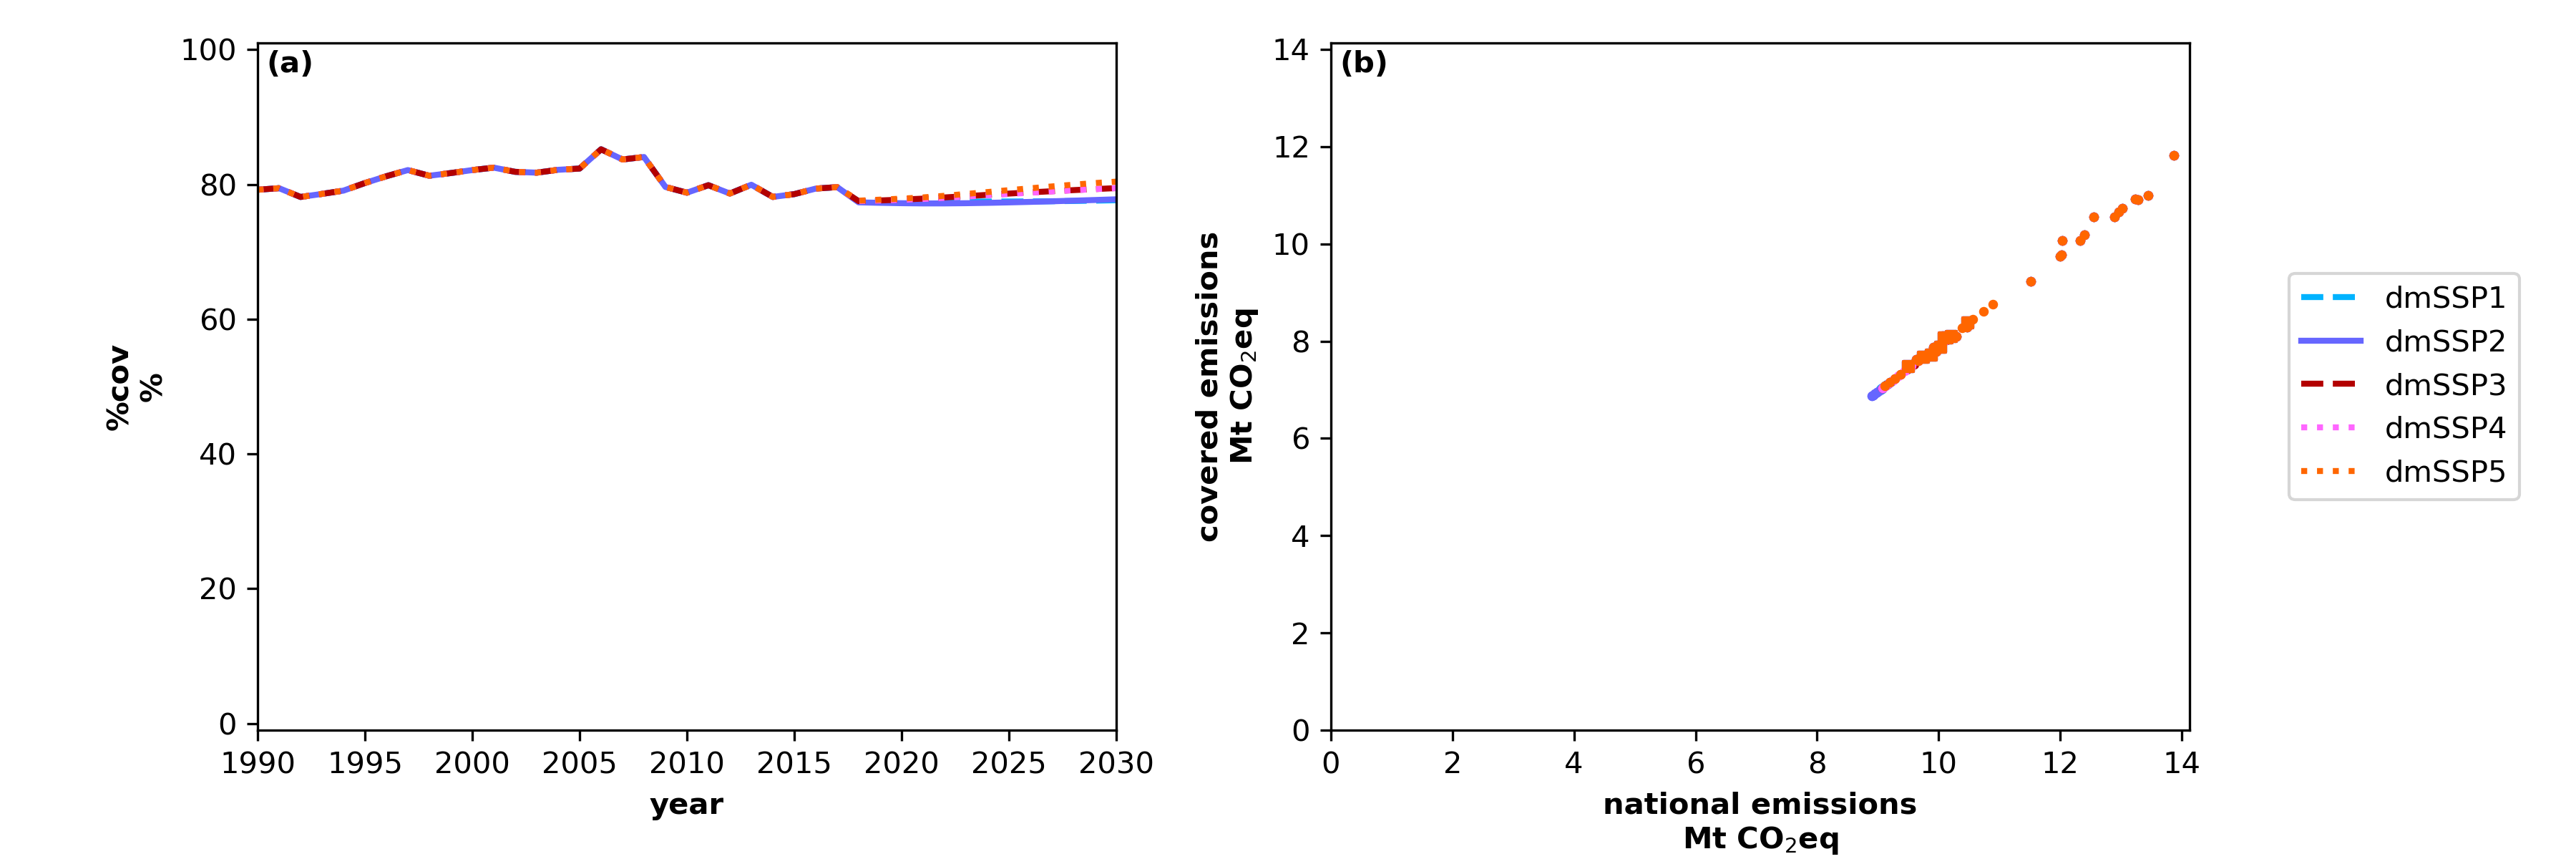 (a)
100
80
60
40
20
0
%cov
%
1990 1995 2000 2005 2010 2015 2020 2025 2030
year
(b)
14
12
10
8
6
4
2
0
covered emissions
Mt CO₂eq
0 2 4 6 8 10 12 14
national emissions
Mt CO₂eq
dmSSP1
dmSSP2
dmSSP3
dmSSP4
dmSSP5